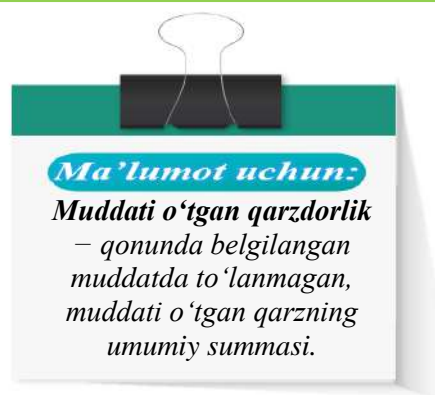 Ma'lumot uchun:
Muddati o‘tgan qarzdorlik
− qonunda belgilangan
muddatda to‘lanmagan,
muddati o‘tgan qarzning
umumiy summasi.